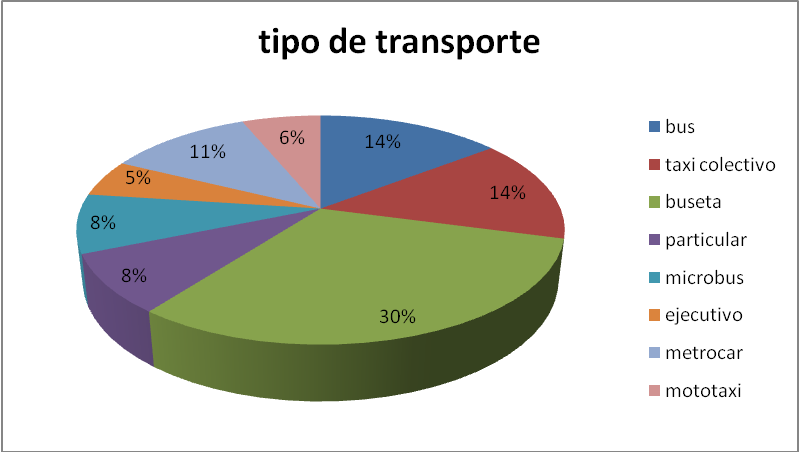 tipo de transporte
14%
14%
30%
8%
8%
5%
11%
6%
bus
taxi colectivo
buseta
particular
microbus
ejecutivo
metrocar
mototaxi